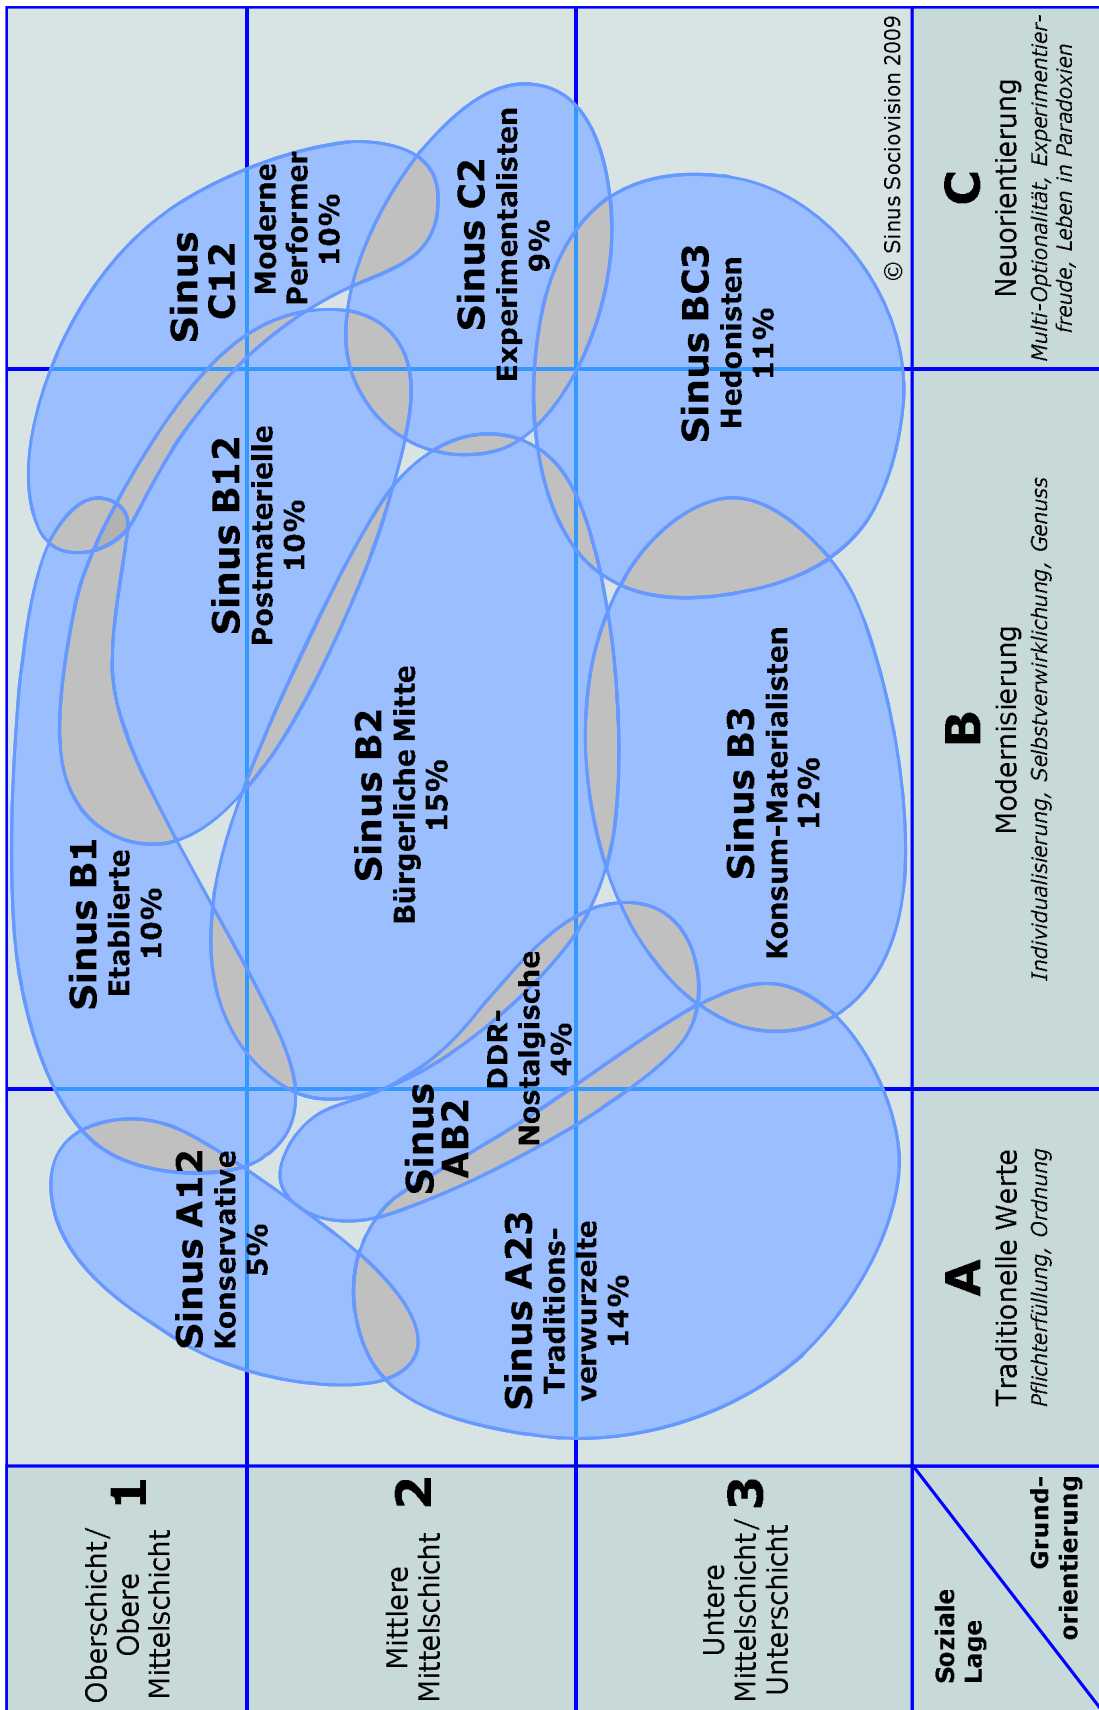 Oberschicht/
Obere
Mittelschicht
1
Mittlere
Mittelschicht
2
Untere
Mittelschicht/
Unterschicht
3
Soziale
Lage
Grund-
orientierung
Sinus A12
Konservative
5%
Sinus B1
Etablierte
10%
Sinus B12
Postmaterielle
10%
Sinus
C12
Moderne
Performer
10%
Sinus
AB2
DDR-
Nostalgische
4%
Sinus B2
Bürgerliche Mitte
15%
Sinus C2
Experimentalisten
9%
Sinus A23
Traditions-
verwurzelte
14%
Sinus B3
Konsum-Materialisten
12%
Sinus BC3
Hedonisten
11%
© Sinus Sociovision 2009
A
Traditionelle Werte
Pflichterfüllung, Ordnung
B
Modernisierung
Individualisierung, Selbstverwirklichung, Genuss
C
Neuorientierung
Multi-Optionalität, Experimentier-
freude, Leben in Paradoxien